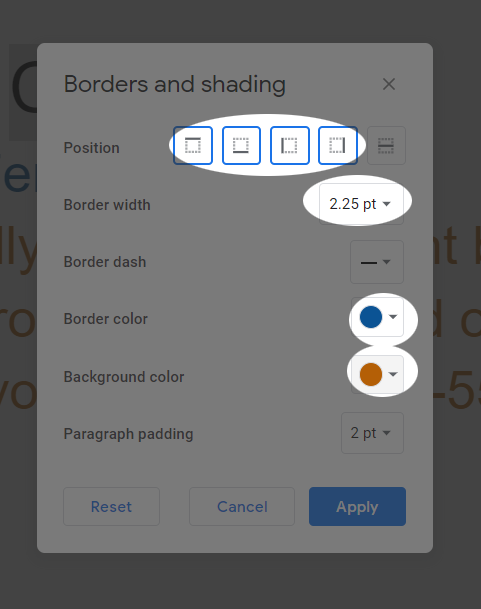 Borders and shading
Position
Border width
2.25 pt
Border dash
Border color
Background color
Paragraph padding
2 pt
Reset
Cancel
Apply